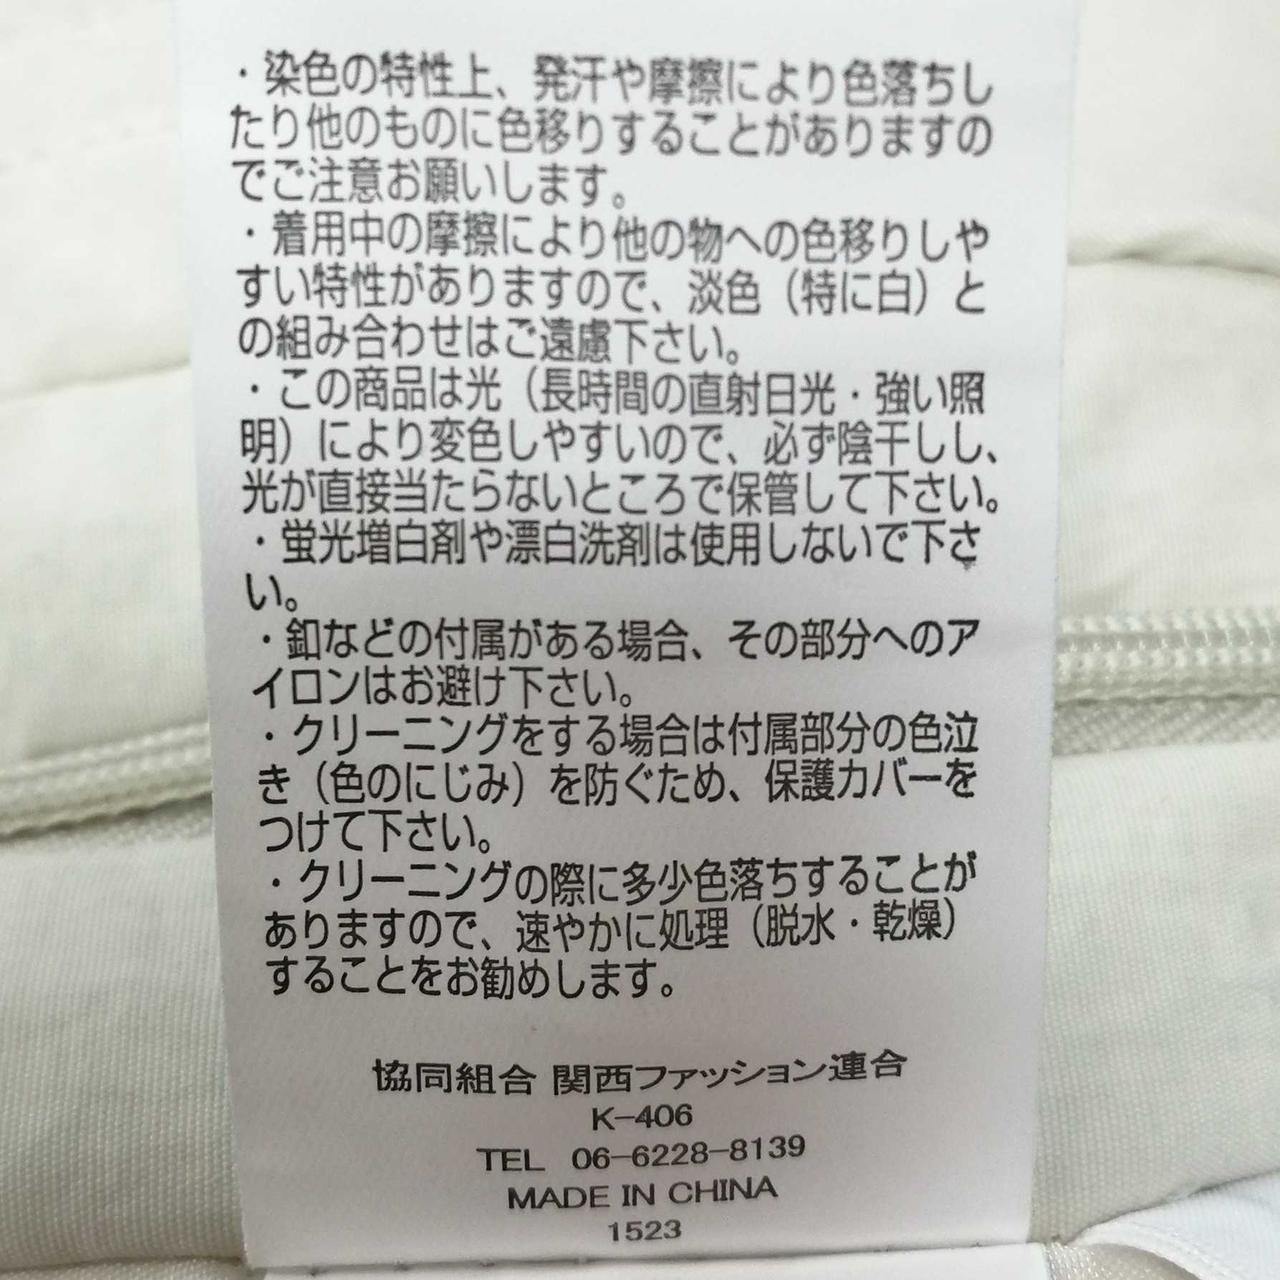 ・染色の特性上、発汗や摩擦により色落ちし
たり他のものに色移りすることがありますの
でご注意お願いします。
・着用中の摩擦により他の物への色移りしや
すい特性がありますので、淡色（特に白）と
の組み合わせはご遠慮下さい。
・この商品は光（長時間の直射日光・強い照
明）により変色しやすいので、必ず陰干しし、
光が直接当たらないところで保管して下さい。
・蛍光増白剤や漂白洗剤は使用しないで下さ
い。
・釦などの付属がある場合、その部分へのア
イロンはお避け下さい。
・クリーニングをする場合は付属部分の色泣
き（色のにじみ）を防ぐため、保護カバーを
つけて下さい。
・クリーニングの際に多少色落ちすることが
ありますので、速やかに処理（脱水・乾燥）
することをお勧めします。
協同組合 関西ファッション連合
K-406
TEL 06-6228-8139
MADE IN CHINA
1523